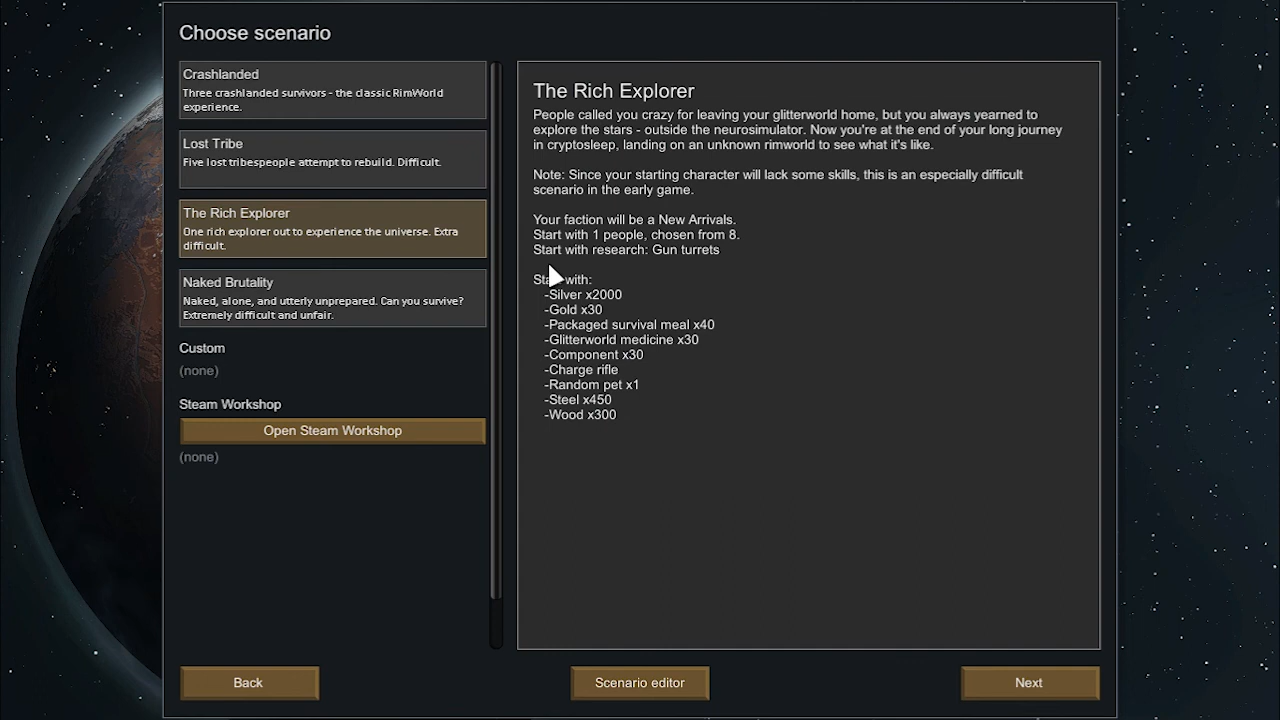 Choose scenario
Crashlanded
Three crashlanded survivors - the classic RimWorld
experience.
Lost Tribe
Five lost tribespeople attempt to rebuild. Difficult.
The Rich Explorer
One rich explorer out to experience the universe. Extra
difficult.
Naked Brutality
Naked, alone, and utterly unprepared. Can you survive?
Extremely difficult and unfair.
Custom
(none)
Steam Workshop
Open Steam Workshop
(none)
The Rich Explorer
People called you crazy for leaving your glitterworld home, but you always yearned to
explore the stars - outside the neurosimulator. Now you're at the end of your long journey
in cryptosleep, landing on an unknown rimworld to see what it's like.
Note: Since your starting character will lack some skills, this is an especially difficult
scenario in the early game.
Your faction will be a New Arrivals.
Start with 1 people, chosen from 8.
Start with research: Gun turrets
Start with:
-Silver x2000
-Gold x30
-Packaged survival meal x40
-Glitterworld medicine x30
-Component x30
-Charge rifle
-Random pet x1
-Steel x450
-Wood x300
Back
Scenario editor
Next